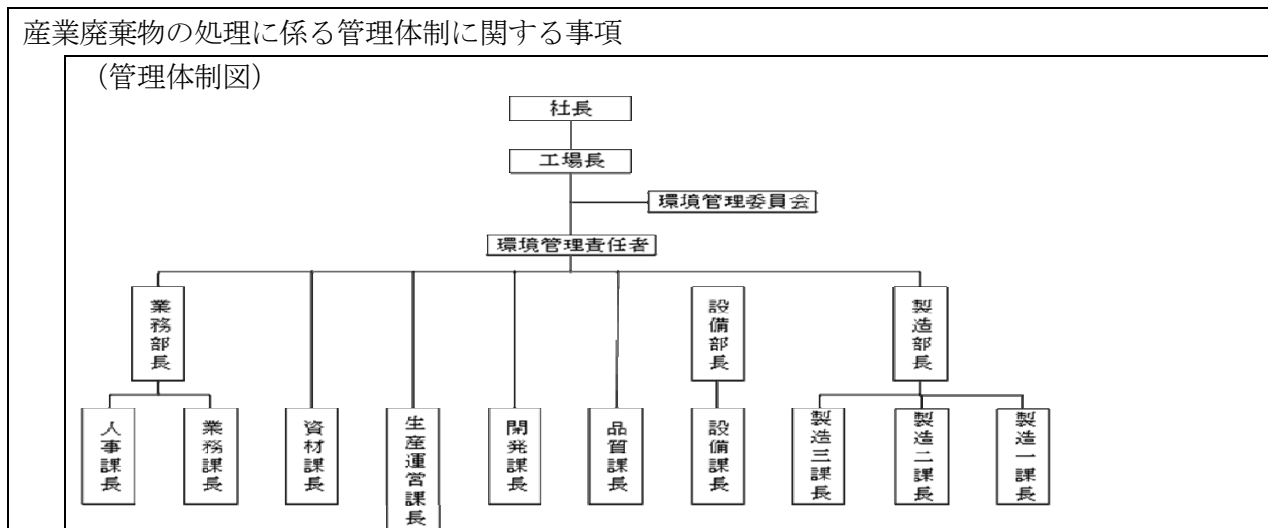 産業廃棄物の処理に係る管理体制に関する事項
（管理体制図）
社長
工場長
環境管理委員会
環境管理責任者
業務部長
設備部長
製造部長
人事課長
業務課長
資材課長
生産運営課長
開発課長
品質課長
設備課長
製造三課長
製造二課長
製造一課長